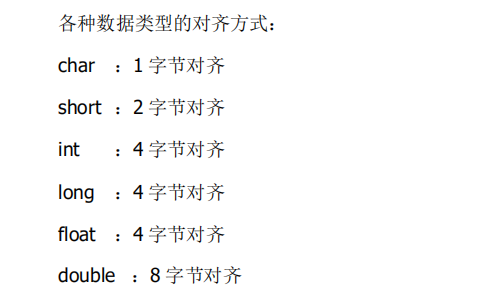 各种数据类型的对齐方式：
char ：1 字节对齐
short ：2 字节对齐
int ：4 字节对齐
long ：4 字节对齐
float ：4 字节对齐
double ：8 字节对齐